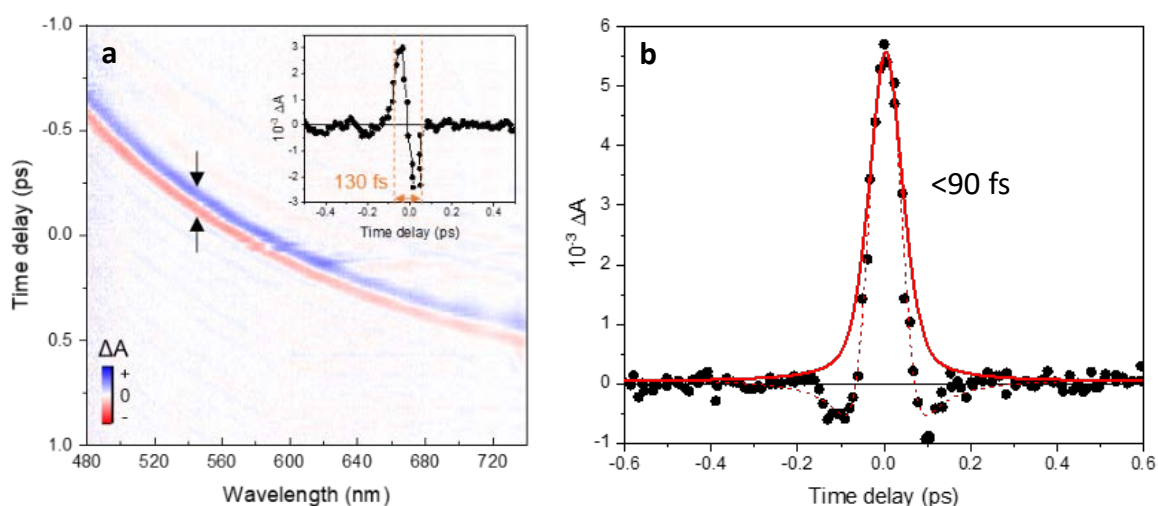 a
-1.0
-0.5
0.0
0.5
1.0
Time delay (ps)
480 520 560 600 640 680 720
Wavelength (nm)
ΔA
+
0
-
3
2
1
0
-1
-2
-3
10⁻³ ΔA
130 fs
-0.4 -0.2 0.0 0.2 0.4
Time delay (ps)
b
6
5
4
3
2
1
0
-1
10⁻³ ΔA
<90 fs
-0.6 -0.4 -0.2 0.0 0.2 0.4 0.6
Time delay (ps)